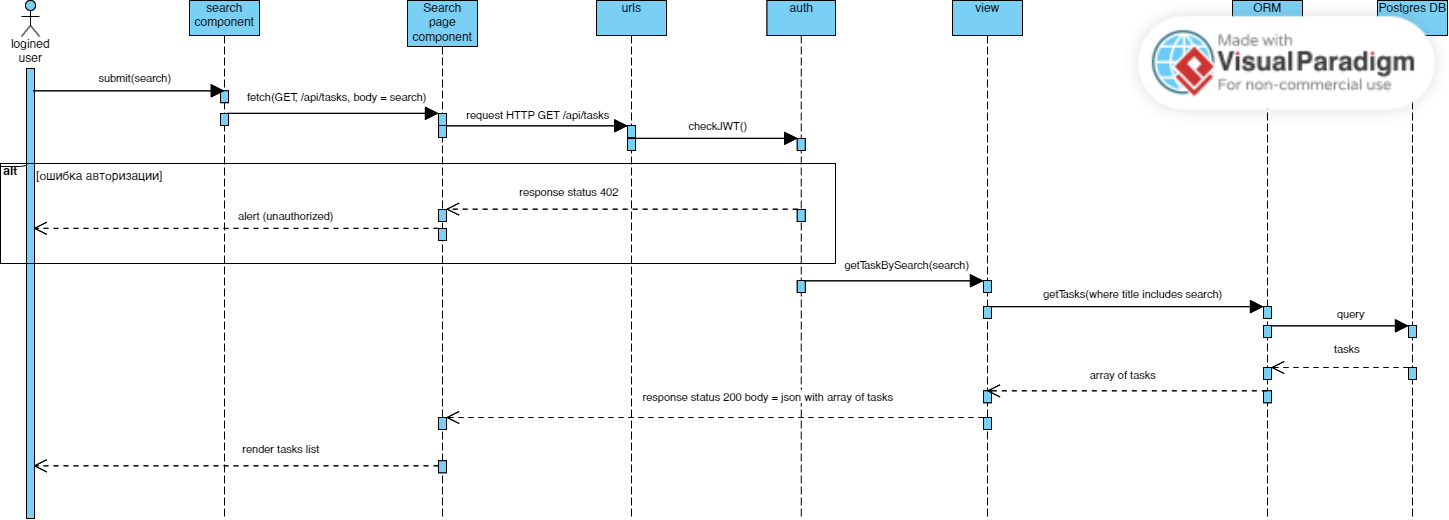 search
component
Search
page
component
urls
auth
view
ORM
Postgres DB
Made with
Visual Paradigm
For non-commercial use
logined
user
submit(search)
fetch(GET, /api/tasks, body = search)
request HTTP GET /api/tasks
checkJWT()
alt
[ошибка авторизации]
response status 402
alert (unauthorized)
getTaskBySearch(search)
getTasks(where title includes search)
query
tasks
array of tasks
response status 200 body = json with array of tasks
render tasks list